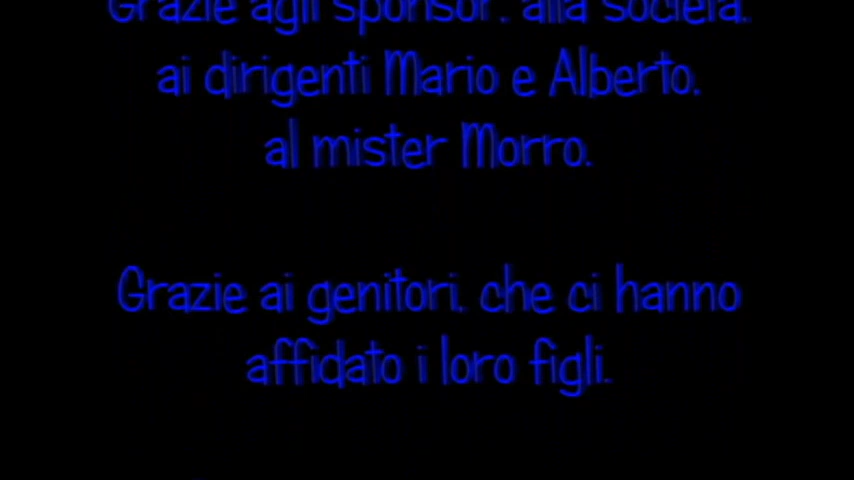 Grazie agli sponsor, alla società,
ai dirigenti Mario e Alberto,
al mister Morro.
Grazie ai genitori, che ci hanno
affidato i loro figli.